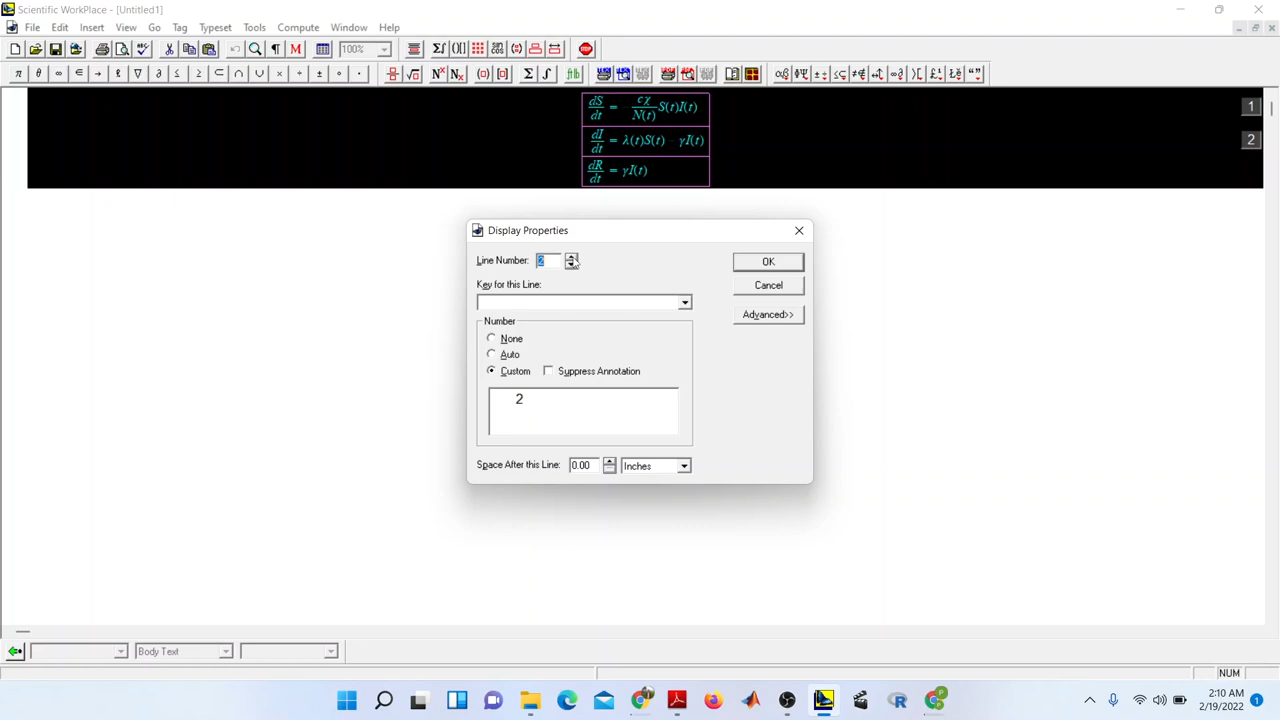 Scientific WorkPlace - [Untitled1]
File Edit Insert View Go Tag Typeset Tools Compute Window Help
100%
dS/dt = - cχ/N(t) S(t)I(t) 1
dI/dt = λ(t)S(t) - γI(t) 2
dR/dt = γI(t)
Display Properties
Line Number: 2 OK
Key for this Line: Cancel
Number Advanced>>
None
Auto
Custom Suppress Annotation
2
Space After this Line: 0.00 Inches
Body Text
NUM
2:10 AM
2/19/2022